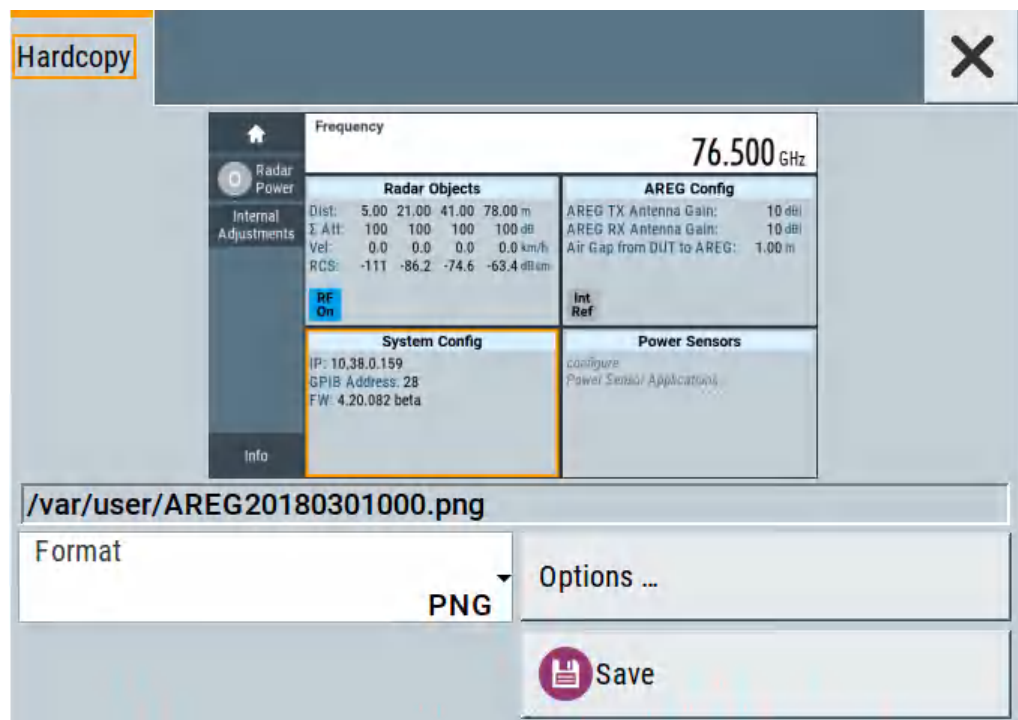 Hardcopy
Frequency
76.500 GHz
Radar
Power
Internal
Adjustments
Info
Radar Objects
Dist: 5.00 21.00 41.00 78.00 m
Σ Att: 100 100 100 100 dB
Vel: 0.0 0.0 0.0 0.0 km/h
RCS: -111 -86.2 -74.6 -63.4 dBsm
RF
On
AREG Config
AREG TX Antenna Gain: 10 dBi
AREG RX Antenna Gain: 10 dBi
Air Gap from DUT to AREG: 1.00 m
Int
Ref
System Config
IP: 10,38.0.159
GPIB Address: 28
FW: 4.20.082 beta
Power Sensors
configure
Power Sensor Applications...
/var/user/AREG20180301000.png
Format
PNG
Options ...
Save